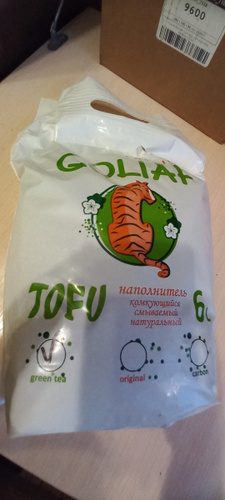 9600
GOLIAF
TOFU
наполнитель
комкующийся
смываемый
натуральный
6
green tea
original
carbon